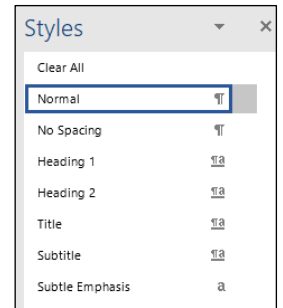 Styles
Clear All
Normal ¶
No Spacing ¶
Heading 1 ¶a
Heading 2 ¶a
Title ¶a
Subtitle ¶a
Subtle Emphasis a